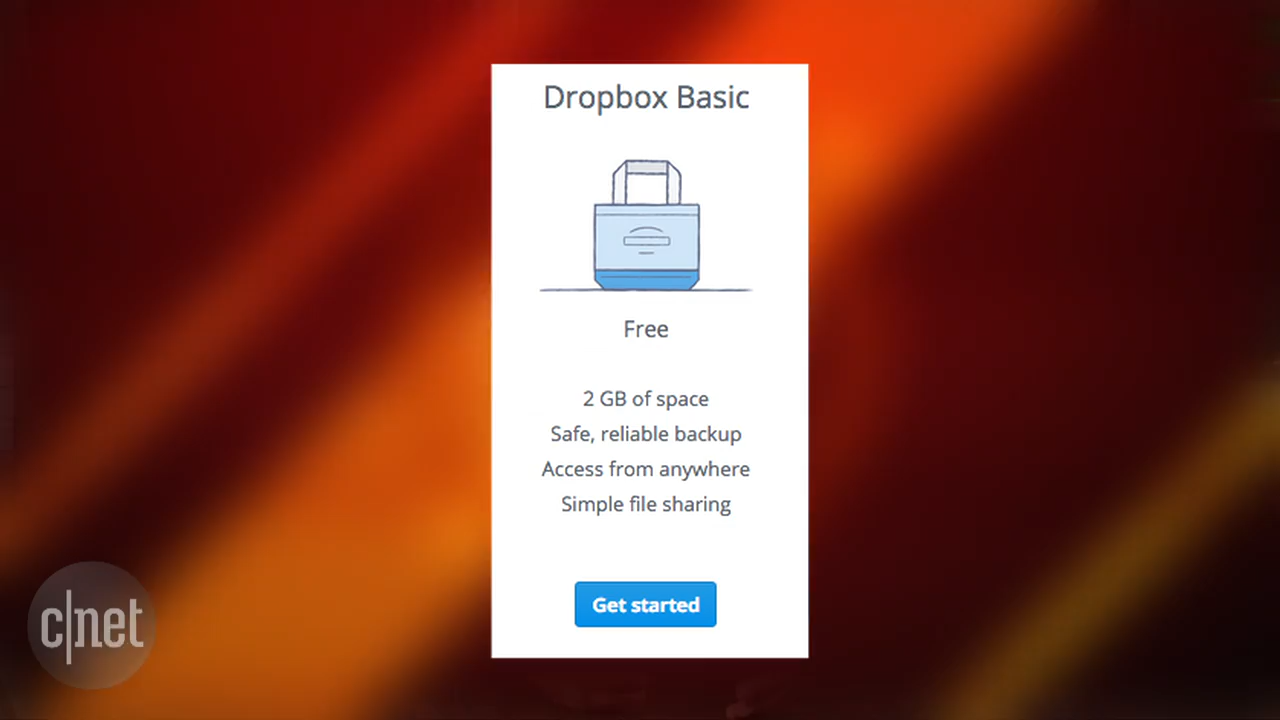 Dropbox Basic
Free
2 GB of space
Safe, reliable backup
Access from anywhere
Simple file sharing
Get started
c|net